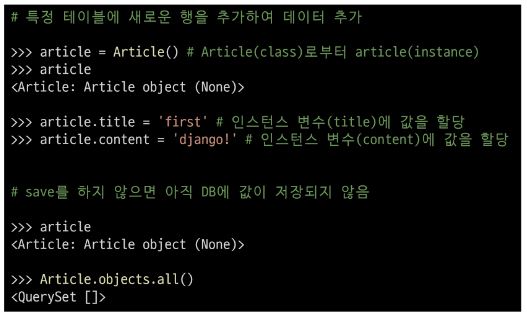 # 특정 테이블에 새로운 행을 추가하여 데이터 추가
>>> article = Article() # Article(class)로부터 article(instance)
>>> article
<Article: Article object (None)>
>>> article.title = 'first' # 인스턴스 변수(title)에 값을 할당
>>> article.content = 'django!' # 인스턴스 변수(content)에 값을 할당
# save를 하지 않으면 아직 DB에 값이 저장되지 않음
>>> article
<Article: Article object (None)>
>>> Article.objects.all()
<QuerySet []>